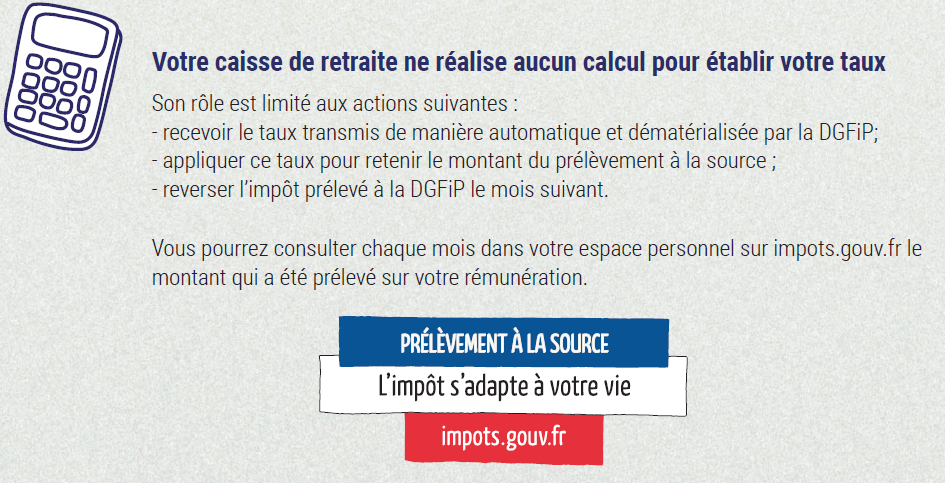 Votre caisse de retraite ne réalise aucun calcul pour établir votre taux
Son rôle est limité aux actions suivantes :
- recevoir le taux transmis de manière automatique et dématérialisée par la DGFiP;
- appliquer ce taux pour retenir le montant du prélèvement à la source ;
- reverser l’impôt prélevé à la DGFiP le mois suivant.
Vous pourrez consulter chaque mois dans votre espace personnel sur impots.gouv.fr le
montant qui a été prélevé sur votre rémunération.
PRÉLÈVEMENT À LA SOURCE
L’impôt s’adapte à votre vie
impots.gouv.fr